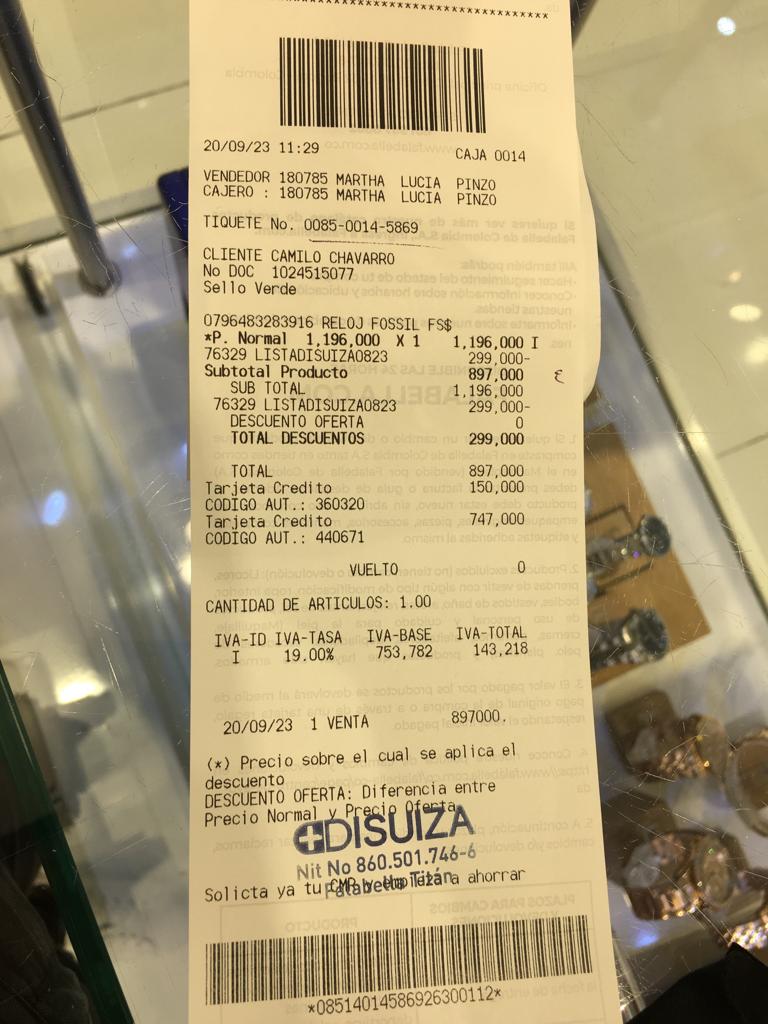 20/09/23 11:29 CAJA 0014
VENDEDOR 180785 MARTHA LUCIA PINZO
CAJERO : 180785 MARTHA LUCIA PINZO
TIQUETE No. 0085-0014-5869
CLIENTE CAMILO CHAVARRO
No DOC 1024515077
Sello Verde
0796483283916 RELOJ FOSSIL FS$
*P. Normal 1,196,000 X 1 1,196,000 I
76329 LISTADISUIZA0823 299,000-
Subtotal Producto 897,000
SUB TOTAL 1,196,000
76329 LISTADISUIZA0823 299,000-
DESCUENTO OFERTA 0
TOTAL DESCUENTOS 299,000
TOTAL 897,000
Tarjeta Credito 150,000
CODIGO AUT.: 360320
Tarjeta Credito 747,000
CODIGO AUT.: 440671
VUELTO 0
CANTIDAD DE ARTICULOS: 1.00
IVA-ID IVA-TASA IVA-BASE IVA-TOTAL
I 19.00% 753,782 143,218
20/09/23 1 VENTA 897000.
(*) Precio sobre el cual se aplica el
descuento
DESCUENTO OFERTA: Diferencia entre
Precio Normal y Precio Oferta
DISUIZA
Nit No 860.501.746-6
Falabella Titán
Solicta ya tu CMR y empieza a ahorrar
*08514014586926300112*